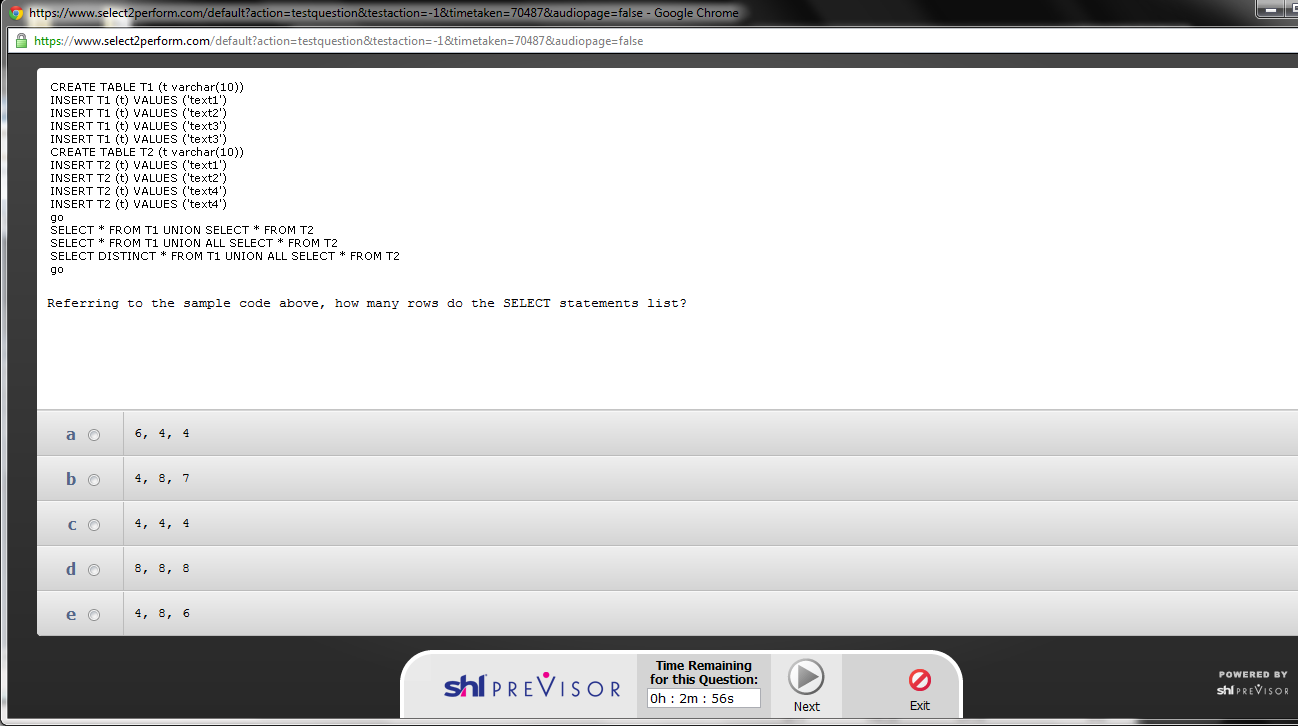 https://www.select2perform.com/default?action=testquestion&testaction=-1&timetaken=70487&audiopage=false - Google Chrome
https://www.select2perform.com/default?action=testquestion&testaction=-1&timetaken=70487&audiopage=false
CREATE TABLE T1 (t varchar(10))
INSERT T1 (t) VALUES ('text1')
INSERT T1 (t) VALUES ('text2')
INSERT T1 (t) VALUES ('text3')
INSERT T1 (t) VALUES ('text3')
CREATE TABLE T2 (t varchar(10))
INSERT T2 (t) VALUES ('text1')
INSERT T2 (t) VALUES ('text2')
INSERT T2 (t) VALUES ('text4')
INSERT T2 (t) VALUES ('text4')
go
SELECT * FROM T1 UNION SELECT * FROM T2
SELECT * FROM T1 UNION ALL SELECT * FROM T2
SELECT DISTINCT * FROM T1 UNION ALL SELECT * FROM T2
go
Referring to the sample code above, how many rows do the SELECT statements list?
a 6, 4, 4
b 4, 8, 7
c 4, 4, 4
d 8, 8, 8
e 4, 8, 6
shl PREVISOR
Time Remaining
for this Question:
0h : 2m : 56s
Next
Exit
POWERED BY
shl PREVISOR